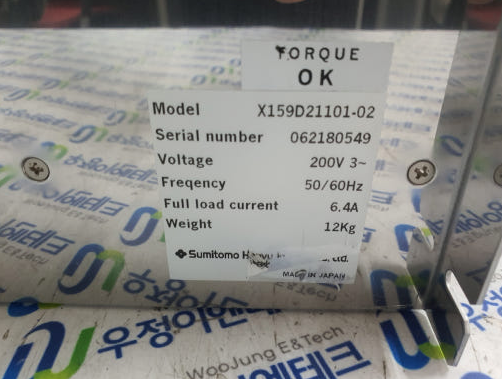 TORQUE
OK
Model X159D21101-02
Serial number 062180549
Voltage 200V 3~
Freqency 50/60Hz
Full load current 6.4A
Weight 12Kg
Sumitomo Ltd.
MADE IN JAPAN
우정이앤테크
WooJung E&Tech